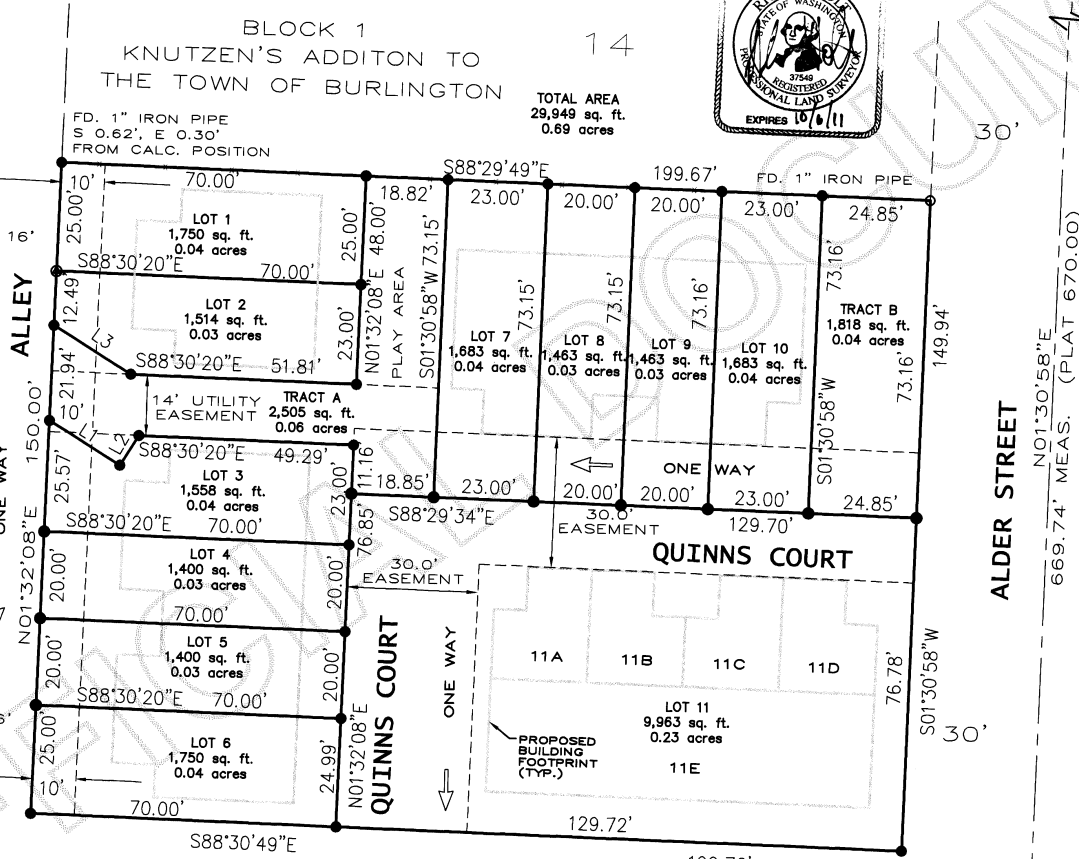 BLOCK 1
KNUTZEN'S ADDITON TO
THE TOWN OF BURLINGTON
14
TOTAL AREA
29,949 sq. ft.
0.69 acres
STATE OF WASHINGTON
37549
REGISTERED
PROFESSIONAL LAND SURVEYOR
EXPIRES 10/6/11
FD. 1" IRON PIPE
S 0.62', E 0.30'
FROM CALC. POSITION
30'
10'
70.00'
18.82'
S88°29'49"E
199.67'
FD. 1" IRON PIPE
23.00'
20.00'
20.00'
23.00'
24.85'
16'
ALLEY
25.00'
LOT 1
1,750 sq. ft.
0.04 acres
25.00'
48.00'
S88°30'20"E
70.00'
12.49'
LOT 2
1,514 sq. ft.
0.03 acres
23.00'
N01°32'08"E
PLAY AREA
S01°30'58"W
73.15'
L3
S88°30'20"E
51.81'
21.94'
14' UTILITY
EASEMENT
TRACT A
2,505 sq. ft.
0.06 acres
LOT 7
1,683 sq. ft.
0.04 acres
73.15'
LOT 8
1,463 sq. ft.
0.03 acres
73.15'
LOT 9
1,463 sq. ft.
0.03 acres
73.16'
LOT 10
1,683 sq. ft.
0.04 acres
73.16'
TRACT B
1,818 sq. ft.
0.04 acres
73.16'
S01°30'58"W
149.94'
N01°30'58"E
669.74' MEAS. (PLAT 670.00)
ALDER STREET
150.00'
10'
L1
L2
S88°30'20"E
49.29'
11.16
23.00'
ONE WAY
ONE WAY
25.57'
LOT 3
1,558 sq. ft.
0.04 acres
18.85'
23.00'
20.00'
20.00'
23.00'
24.85'
S88°29'34"E
30.0'
EASEMENT
129.70'
S88°30'20"E
70.00'
76.85'
QUINNS COURT
N01°32'08"E
20.00'
LOT 4
1,400 sq. ft.
0.03 acres
20.00'
30.0'
EASEMENT
70.00'
LOT 5
1,400 sq. ft.
0.03 acres
20.00'
20.00'
QUINNS COURT
ONE WAY
11A
11B
11C
11D
76.78'
S01°30'58"W
S88°30'20"E
70.00'
LOT 11
9,963 sq. ft.
0.23 acres
11E
PROPOSED
BUILDING
FOOTPRINT
(TYP.)
30'
25.00'
LOT 6
1,750 sq. ft.
0.04 acres
24.99'
N01°32'08"E
10'
70.00'
129.72'
S88°30'49"E